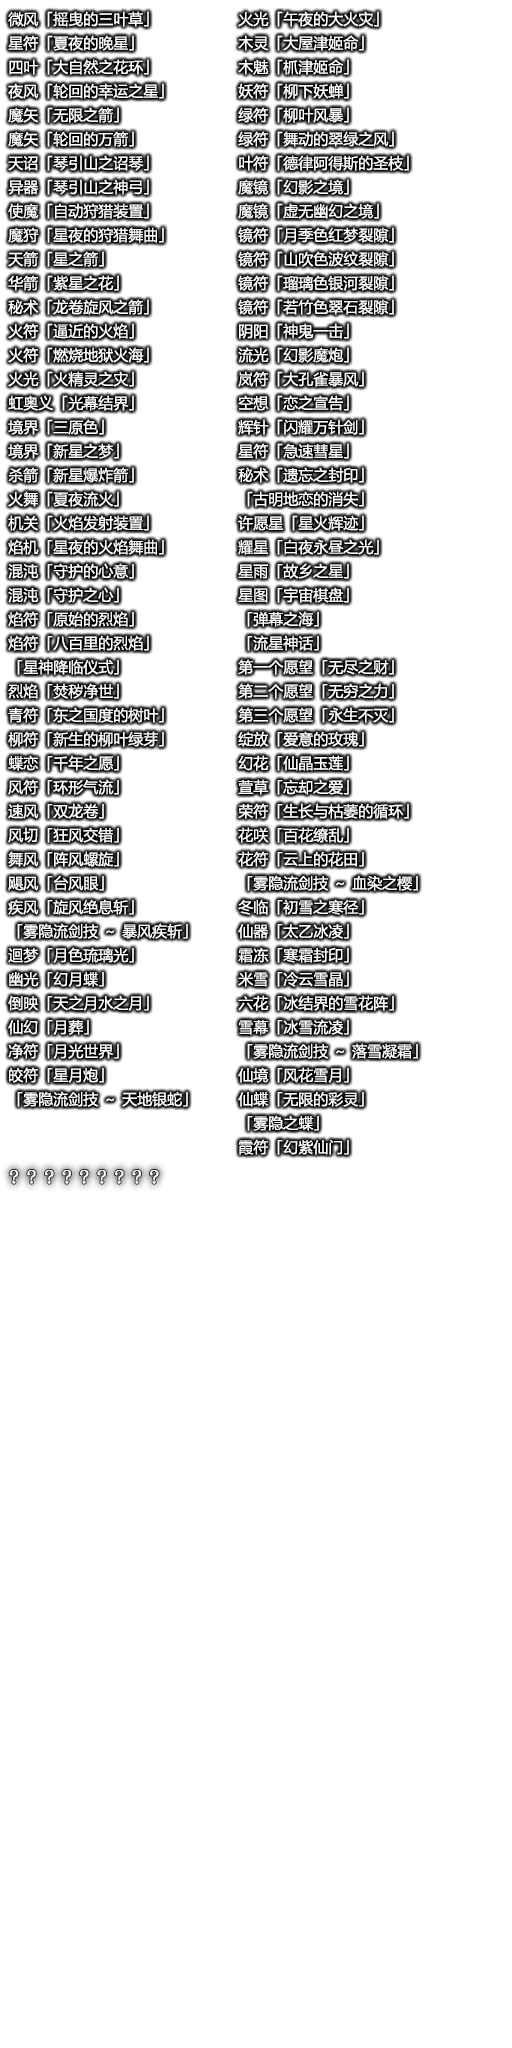 微风「摇曳的三叶草」
星符「夏夜的晚星」
四叶「大自然之花环」
夜风「轮回的幸运之星」
魔矢「无限之箭」
魔矢「轮回的万箭」
天诏「琴引山之诏琴」
异器「琴引山之神弓」
使魔「自动狩猎装置」
魔狩「星夜的狩猎舞曲」
天箭「星之箭」
华箭「紫星之花」
秘术「龙卷旋风之箭」
火符「逼近的火焰」
火符「燃烧地狱火海」
火光「火精灵之灾」
虹奥义「光幕结界」
境界「三原色」
境界「新星之梦」
杀箭「新星爆炸箭」
火舞「夏夜流火」
机关「火焰发射装置」
焰机「星夜的火焰舞曲」
混沌「守护的心意」
混沌「守护之心」
焰符「原始的烈焰」
焰符「八百里的烈焰」
「星神降临仪式」
烈焰「焚秽净世」
青符「东之国度的树叶」
柳符「新生的柳叶绿芽」
蝶恋「千年之愿」
风符「环形气流」
速风「双龙卷」
风切「狂风交错」
舞风「阵风螺旋」
飓风「台风眼」
疾风「旋风绝息斩」
「雾隐流剑技 ~ 暴风疾斩」
迴梦「月色琉璃光」
幽光「幻月蝶」
倒映「天之月水之月」
仙幻「月葬」
净符「月光世界」
皎符「星月炮」
「雾隐流剑技 ~ 天地银蛇」
火光「午夜的大火灾」
木灵「大屋津姬命」
木魅「枛津姬命」
妖符「柳下妖蝉」
绿符「柳叶风暴」
绿符「舞动的翠绿之风」
叶符「德律阿得斯的圣枝」
魔镜「幻影之境」
魔镜「虚无幽幻之境」
镜符「月季色红梦裂隙」
镜符「山吹色波纹裂隙」
镜符「瑠璃色银河裂隙」
镜符「若竹色翠石裂隙」
阴阳「神鬼一击」
流光「幻影魔炮」
岚符「大孔雀暴风」
空想「恋之宣告」
辉针「闪耀万针剑」
星符「急速彗星」
秘术「遗忘之封印」
「古明地恋的消失」
许愿星「星火辉迹」
耀星「白夜永昼之光」
星雨「故乡之星」
星图「宇宙棋盘」
「弹幕之海」
「流星神话」
第一个愿望「无尽之财」
第二个愿望「无穷之力」
第三个愿望「永生不灭」
绽放「爱意的玫瑰」
幻花「仙晶玉莲」
萱草「忘却之爱」
荣符「生长与枯萎的循环」
花咲「百花缭乱」
花符「云上的花田」
「雾隐流剑技 ~ 血染之樱」
冬临「初雪之寒径」
仙器「太乙冰凌」
霜冻「寒霜封印」
米雪「冷云雪晶」
六花「冰结界的雪花阵」
雪幕「冰雪流凌」
「雾隐流剑技 ~ 落雪凝霜」
仙境「风花雪月」
仙蝶「无限的彩灵」
「雾隐之蝶」
霞符「幻紫仙门」
？？？？？？？？？